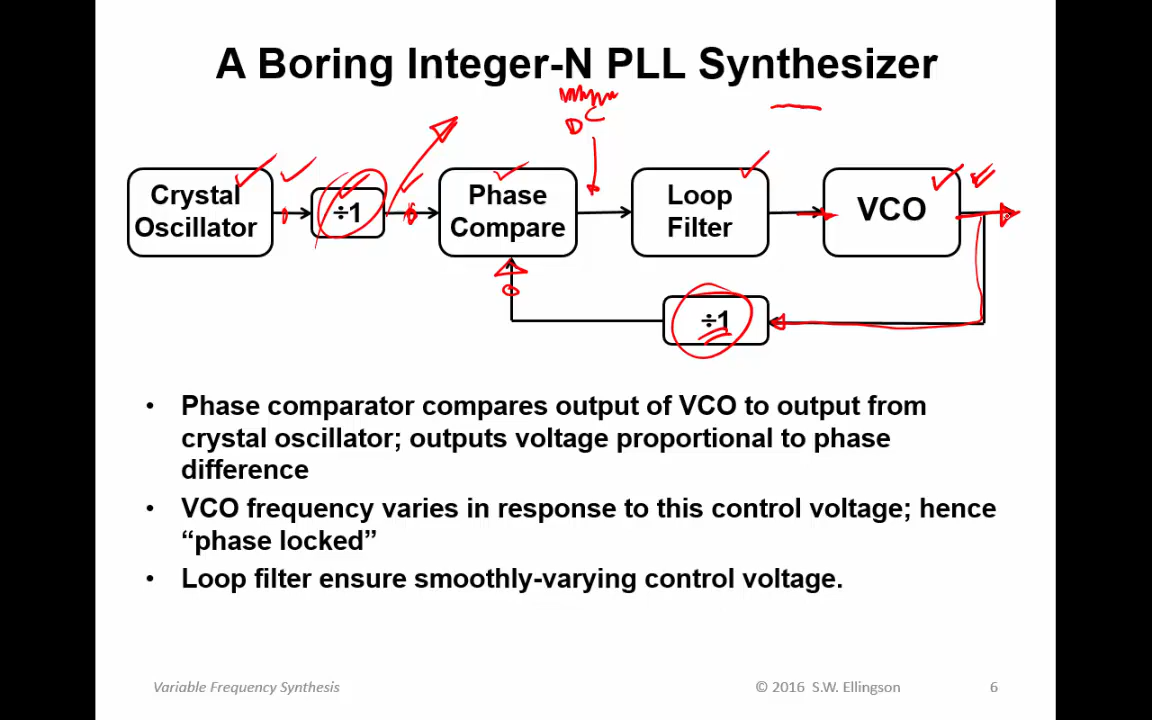 A Boring Integer-N PLL Synthesizer
DC
Crystal
Oscillator
÷1
Phase
Compare
Loop
Filter
VCO
÷1
• Phase comparator compares output of VCO to output from
crystal oscillator; outputs voltage proportional to phase
difference
• VCO frequency varies in response to this control voltage; hence
“phase locked”
• Loop filter ensure smoothly-varying control voltage.
Variable Frequency Synthesis
© 2016 S.W. Ellingson
6